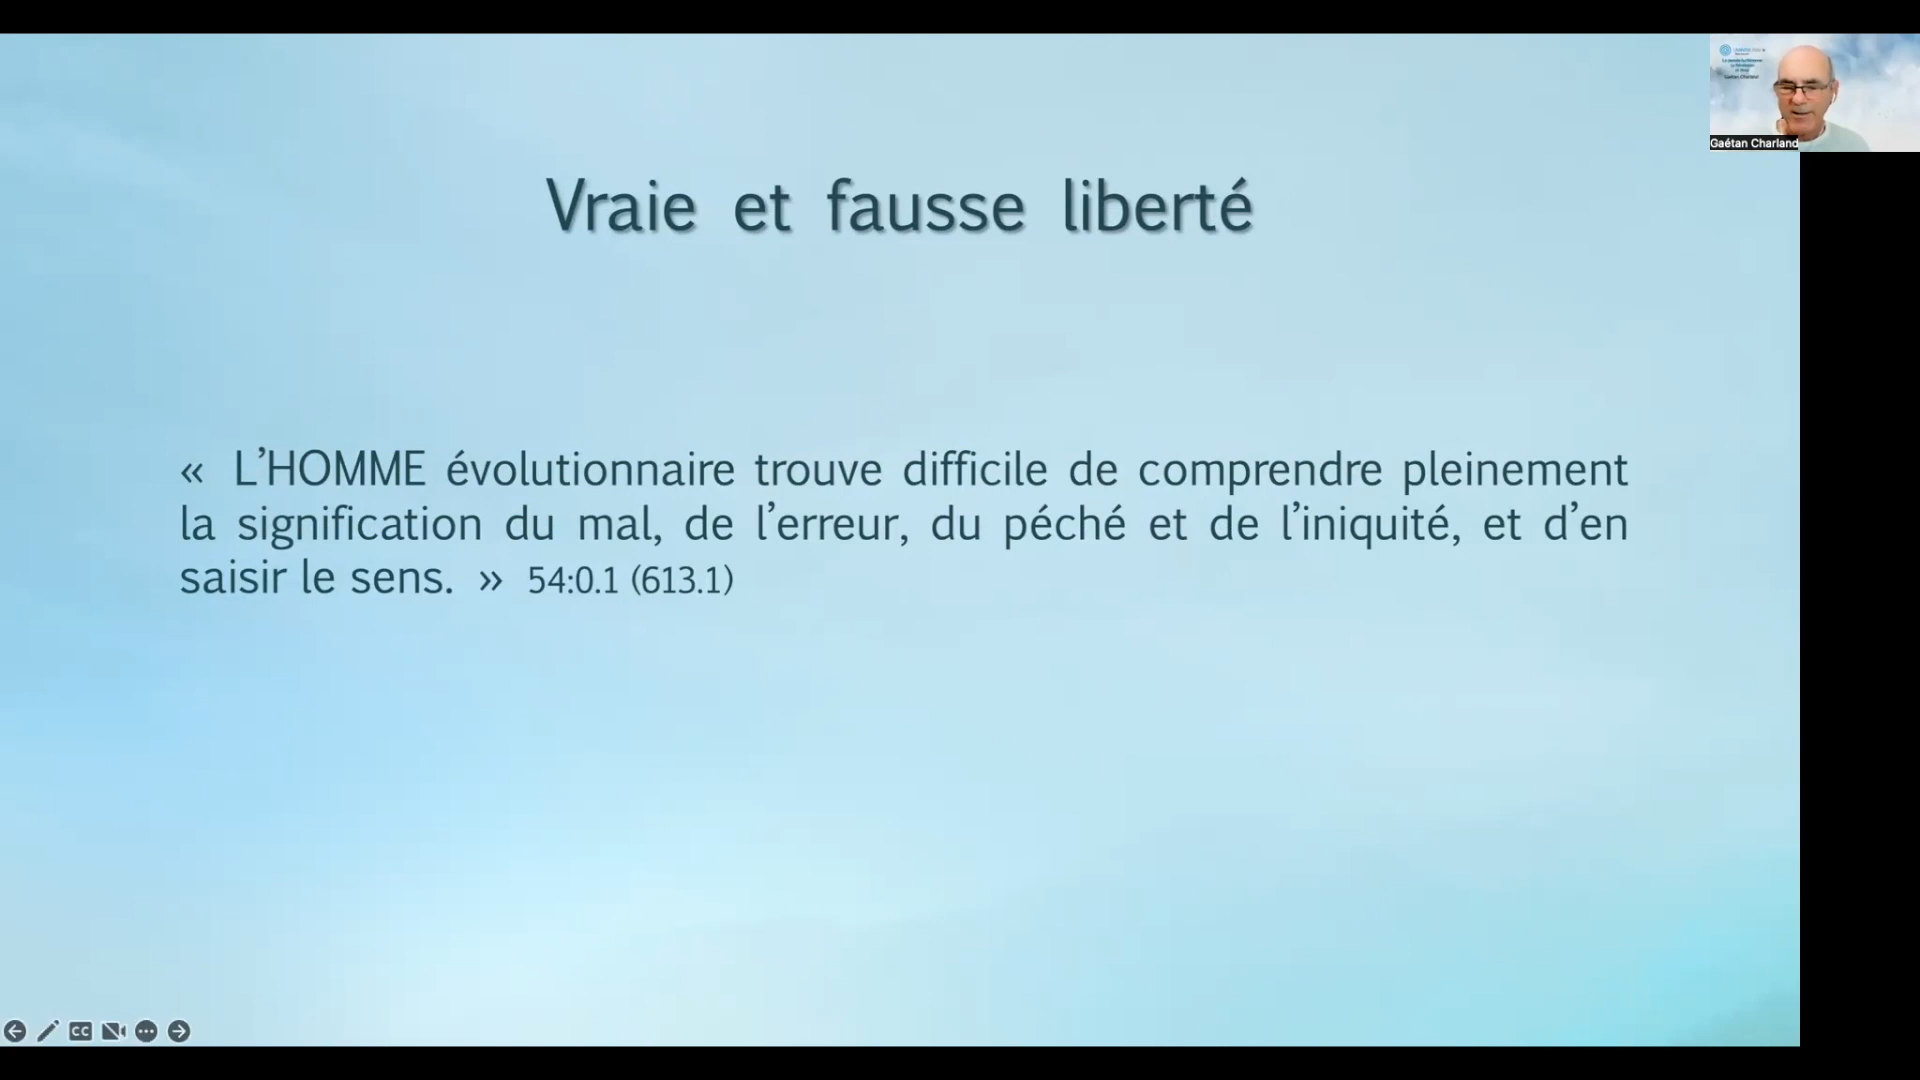 Vraie et fausse liberté
« L’HOMME évolutionnaire trouve difficile de comprendre pleinement
la signification du mal, de l’erreur, du péché et de l’iniquité, et d’en
saisir le sens. » 54:0.1 (613.1)
Gaétan Charland
CC